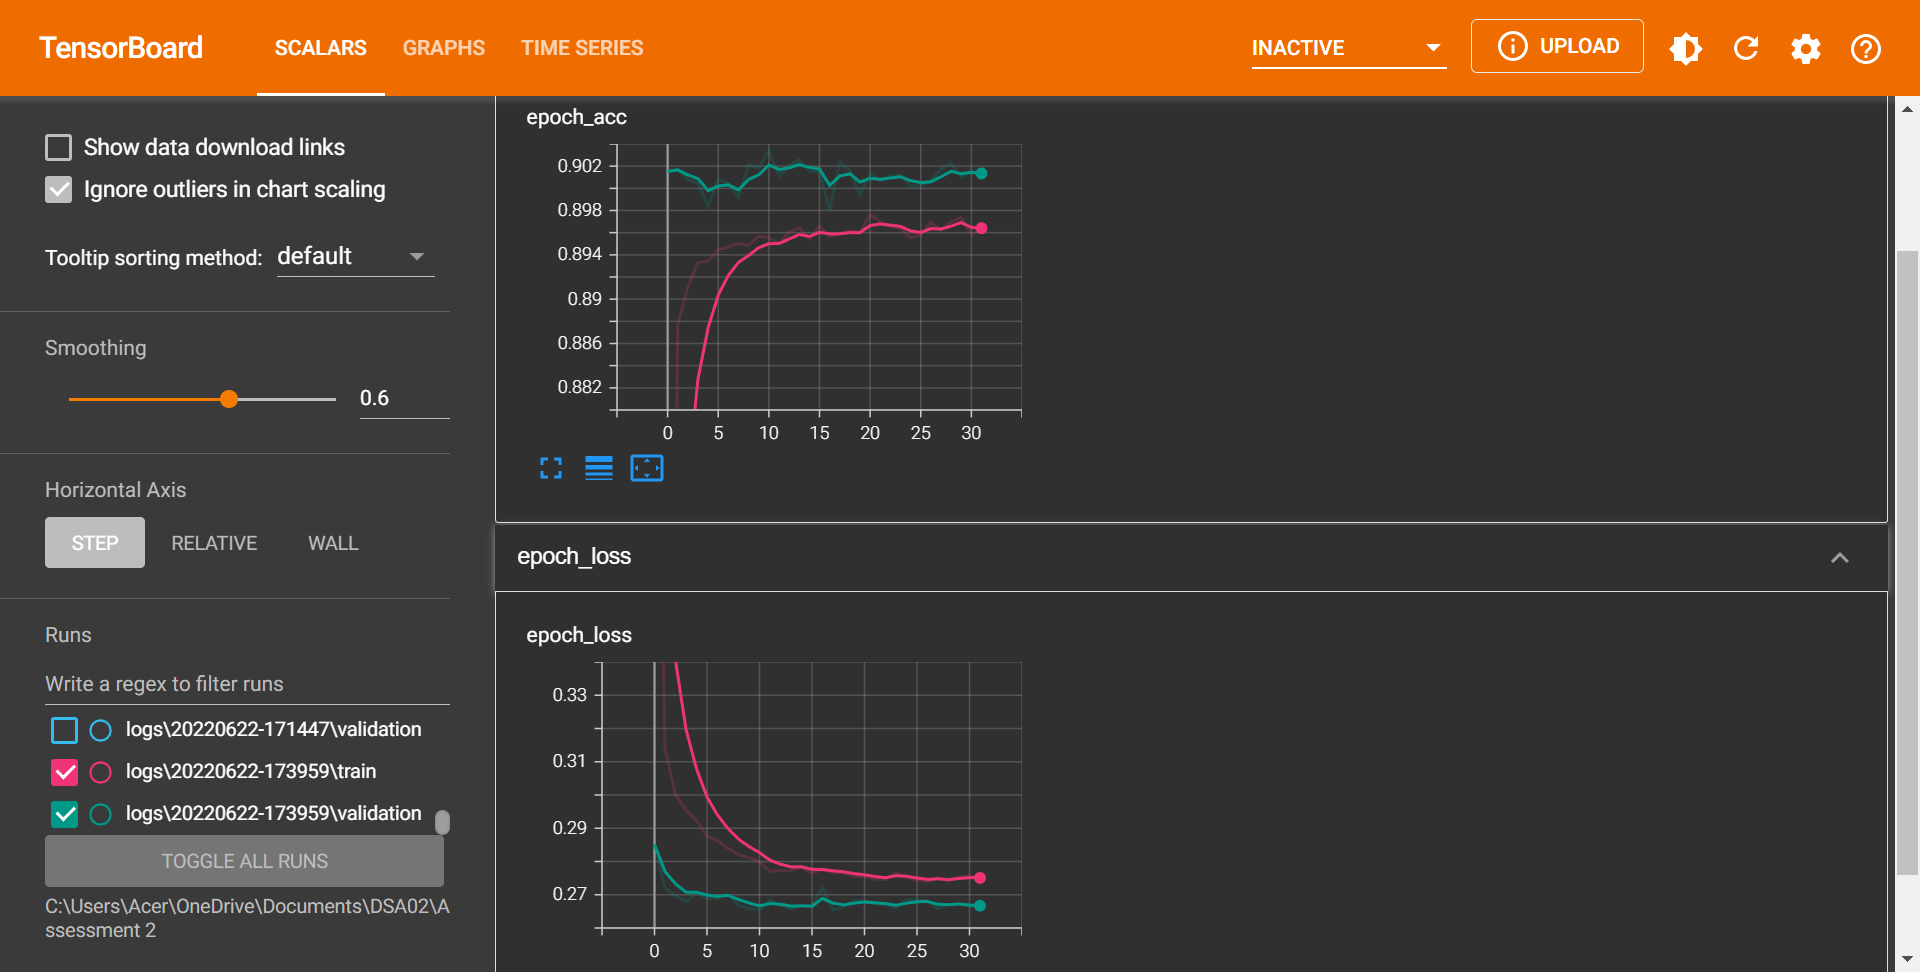 TensorBoard SCALARS GRAPHS TIME SERIES INACTIVE UPLOAD
Show data download links
Ignore outliers in chart scaling
Tooltip sorting method: default
Smoothing
0.6
Horizontal Axis
STEP RELATIVE WALL
Runs
Write a regex to filter runs
logs\20220622-171447\validation
logs\20220622-173959\train
logs\20220622-173959\validation
TOGGLE ALL RUNS
C:\Users\Acer\OneDrive\Documents\DSA02\A
ssessment 2
epoch_acc
0.902
0.898
0.894
0.89
0.886
0.882
0 5 10 15 20 25 30
epoch_loss
epoch_loss
0.33
0.31
0.29
0.27
0 5 10 15 20 25 30